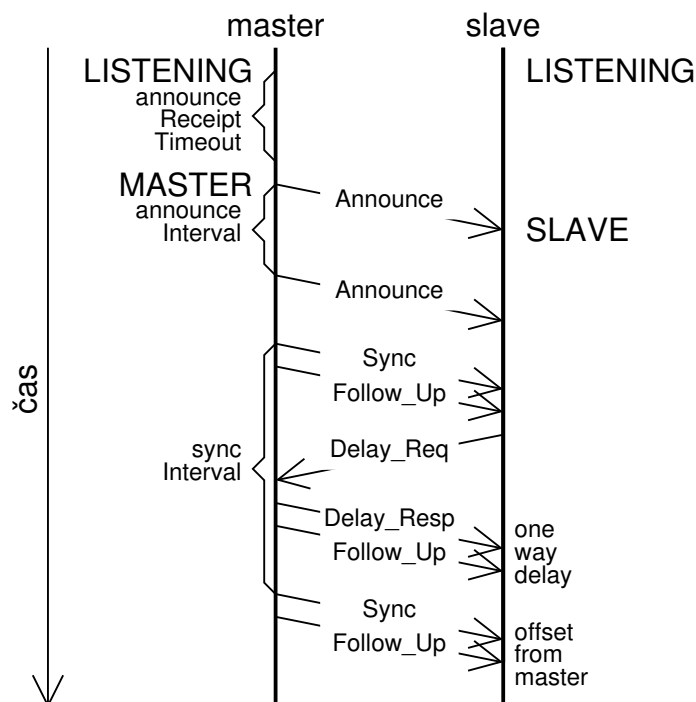 master
slave
LISTENING
LISTENING
announce
Receipt
Timeout
MASTER
announce
Interval
Announce
SLAVE
Announce
čas
sync
Interval
Sync
Follow_Up
Delay_Req
Delay_Resp
Follow_Up
one
way
delay
Sync
Follow_Up
offset
from
master